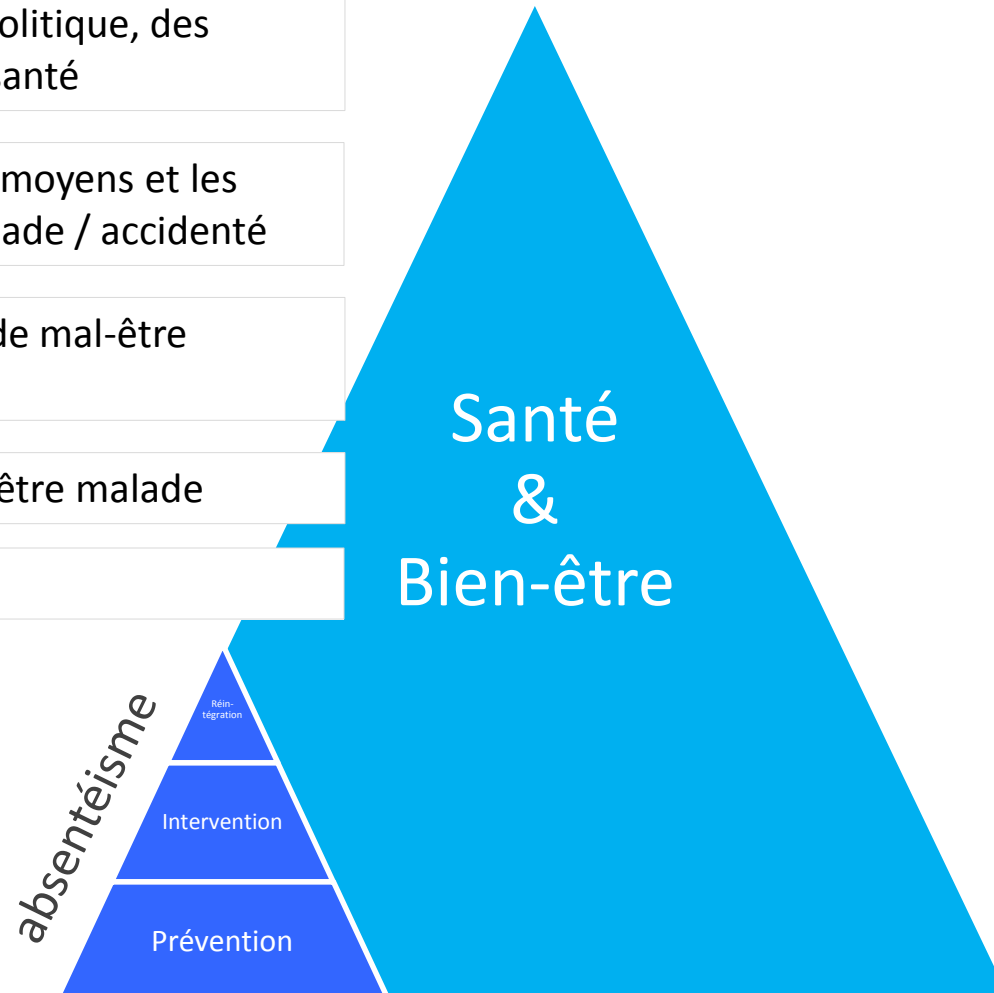 olitique, des
santé
moyens et les
ade / accidenté
de mal-être
être malade
Santé
&
Bien-être
absentéisme
Réin-
tégration
Intervention
Prévention